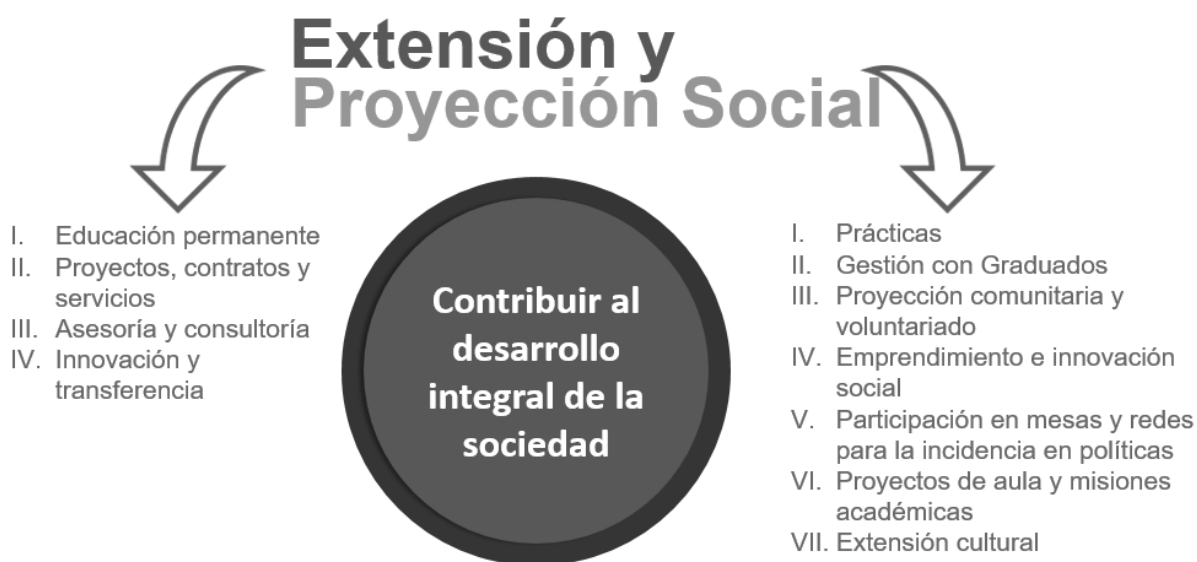 Extensión y
Proyección Social
I. Educación permanente
II. Proyectos, contratos y
servicios
III. Asesoría y consultoría
IV. Innovación y
transferencia
Contribuir al
desarrollo
integral de la
sociedad
I. Prácticas
II. Gestión con Graduados
III. Proyección comunitaria y
voluntariado
IV. Emprendimiento e innovación
social
V. Participación en mesas y redes
para la incidencia en políticas
VI. Proyectos de aula y misiones
académicas
VII. Extensión cultural